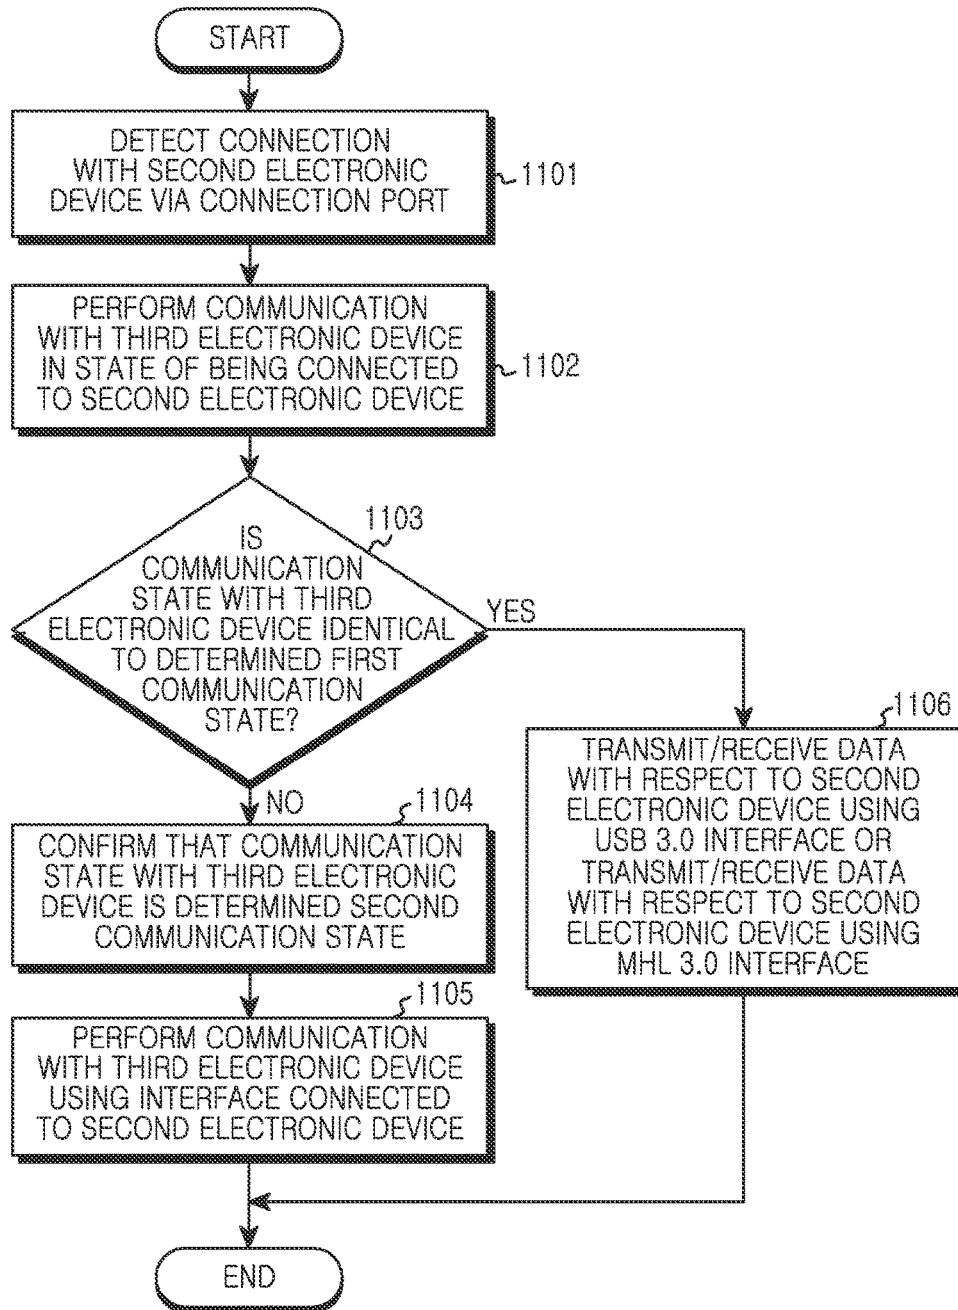 START
DETECT CONNECTION
WITH SECOND ELECTRONIC
DEVICE VIA CONNECTION PORT
1101
PERFORM COMMUNICATION
WITH THIRD ELECTRONIC DEVICE
IN STATE OF BEING CONNECTED
TO SECOND ELECTRONIC DEVICE
1102
1103
IS
COMMUNICATION
STATE WITH THIRD
ELECTRONIC DEVICE IDENTICAL
TO DETERMINED FIRST
COMMUNICATION
STATE?
YES
NO
1104
CONFIRM THAT COMMUNICATION
STATE WITH THIRD ELECTRONIC
DEVICE IS DETERMINED SECOND
COMMUNICATION STATE
1105
PERFORM COMMUNICATION
WITH THIRD ELECTRONIC DEVICE
USING INTERFACE CONNECTED
TO SECOND ELECTRONIC DEVICE
1106
TRANSMIT/RECEIVE DATA
WITH RESPECT TO SECOND
ELECTRONIC DEVICE USING
USB 3.0 INTERFACE OR
TRANSMIT/RECEIVE DATA
WITH RESPECT TO SECOND
ELECTRONIC DEVICE USING
MHL 3.0 INTERFACE
END